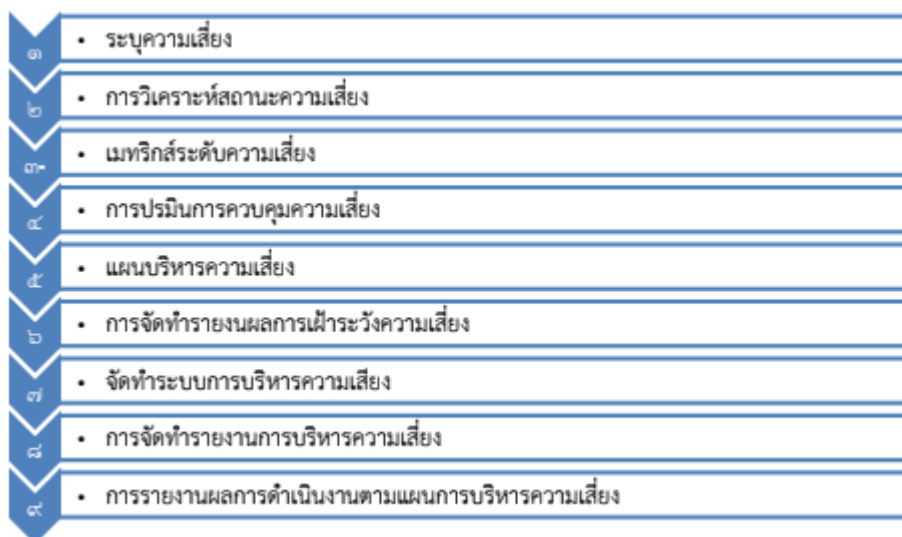 ๑ • ระบุความเสี่ยง
๒ • การวิเคราะห์สถานะความเสี่ยง
๓- • เมทริกส์ระดับความเสี่ยง
๔ • การปรมินการควบคุมความเสี่ยง
๕ • แผนบริหารความเสี่ยง
๖ • การจัดทำรายงนผลการเฝ้าระวังความเสี่ยง
๗ • จัดทำระบบการบริหารความเสียง
๘ • การจัดทำรายงานการบริหารความเสี่ยง
๙ • การรายงานผลการดำเนินงานตามแผนการบริหารความเสี่ยง